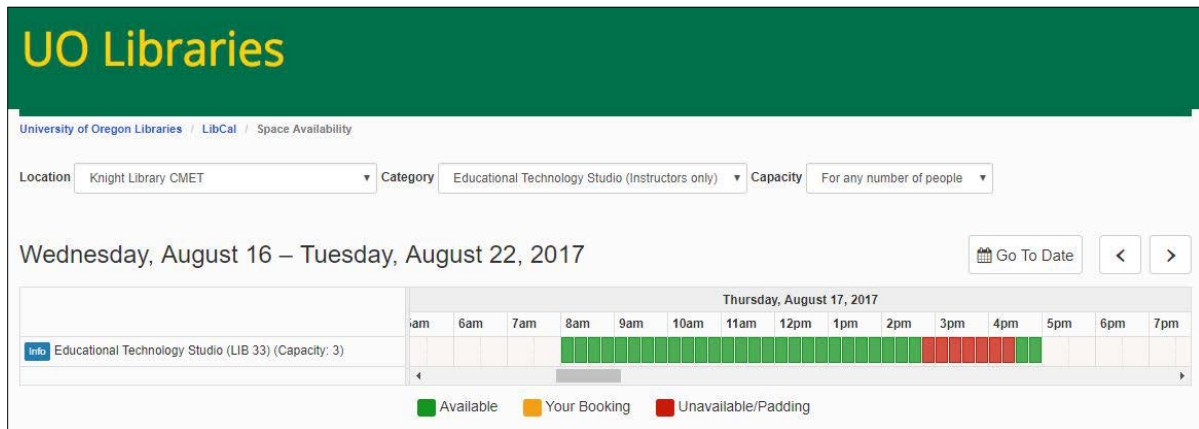 UO Libraries
University of Oregon Libraries / LibCal / Space Availability
Location Knight Library CMET Category Educational Technology Studio (Instructors only) Capacity For any number of people
Wednesday, August 16 – Tuesday, August 22, 2017 Go To Date < >
Thursday, August 17, 2017
am 6am 7am 8am 9am 10am 11am 12pm 1pm 2pm 3pm 4pm 5pm 6pm 7pm
Info Educational Technology Studio (LIB 33) (Capacity: 3)
Available Your Booking Unavailable/Padding